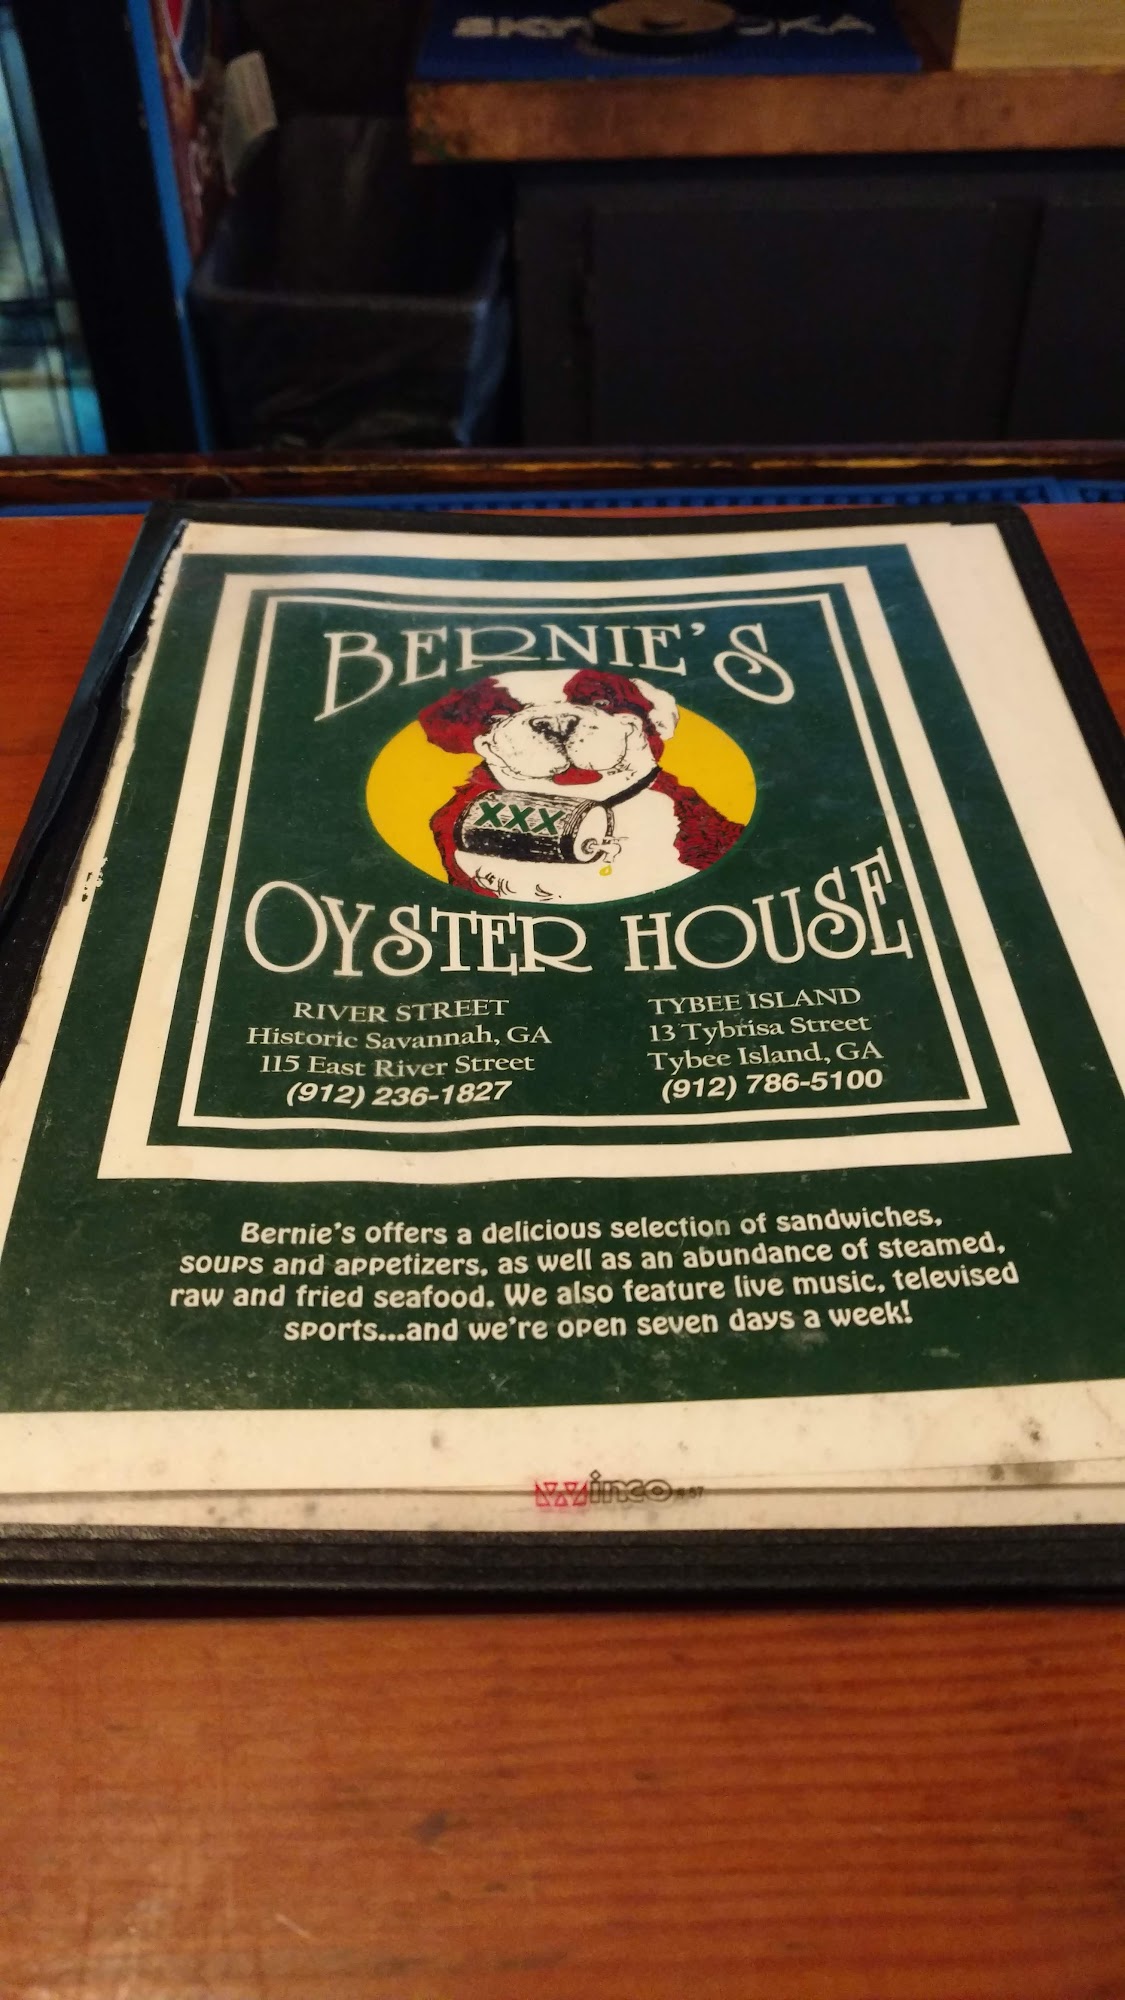 SKYY VODKA
BERNIE'S
XXX
OYSTER HOUSE
RIVER STREET
Historic Savannah, GA
115 East River Street
(912) 236-1827
TYBEE ISLAND
13 Tybrisa Street
Tybee Island, GA
(912) 786-5100
Bernie's offers a delicious selection of sandwiches,
soups and appetizers, as well as an abundance of steamed,
raw and fried seafood. We also feature live music, televised
sports...and we're open seven days a week!
Winco